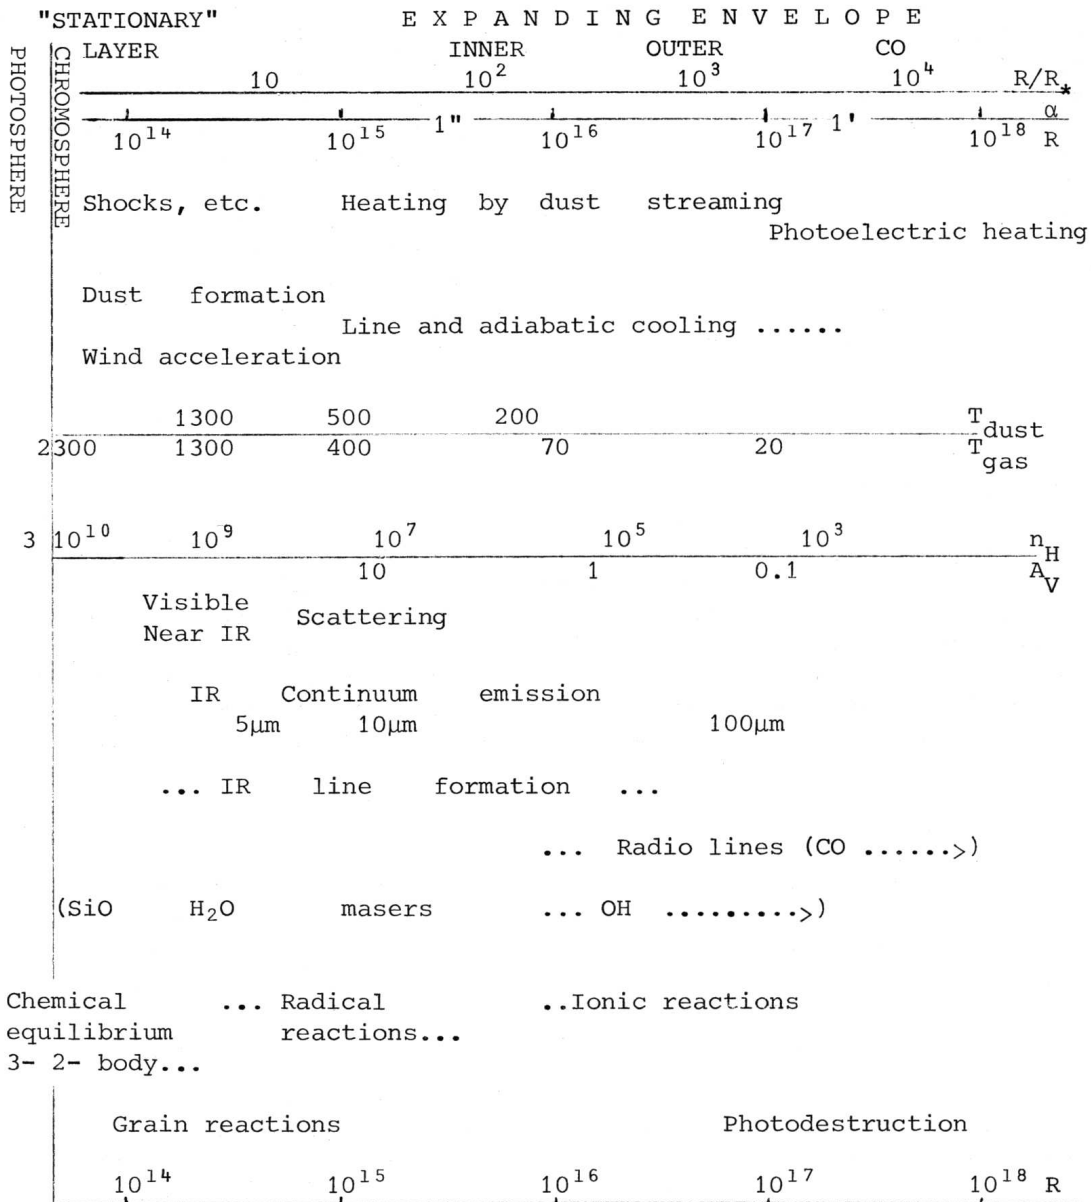 "STATIONARY" E X P A N D I N G E N V E L O P E
PHOTOSPHERE
CHROMOSPHERE
LAYER INNER OUTER CO
10 10² 10³ 10⁴ R/R*
1" 1' α
10¹⁴ 10¹⁵ 10¹⁶ 10¹⁷ 10¹⁸ R
Shocks, etc. Heating by dust streaming
Photoelectric heating
Dust formation
Line and adiabatic cooling ......
Wind acceleration
1300 500 200 T dust
2300 1300 400 70 20 T gas
3 10¹⁰ 10⁹ 10⁷ 10⁵ 10³ n H
10 1 0.1 A V
Visible
Near IR
Scattering
IR Continuum emission
5μm 10μm 100μm
... IR line formation ...
... Radio lines (CO ......>)
(SiO H₂O masers ... OH .........>)
Chemical ... Radical ..Ionic reactions
equilibrium reactions...
3- 2- body...
Grain reactions Photodestruction
10¹⁴ 10¹⁵ 10¹⁶ 10¹⁷ 10¹⁸ R